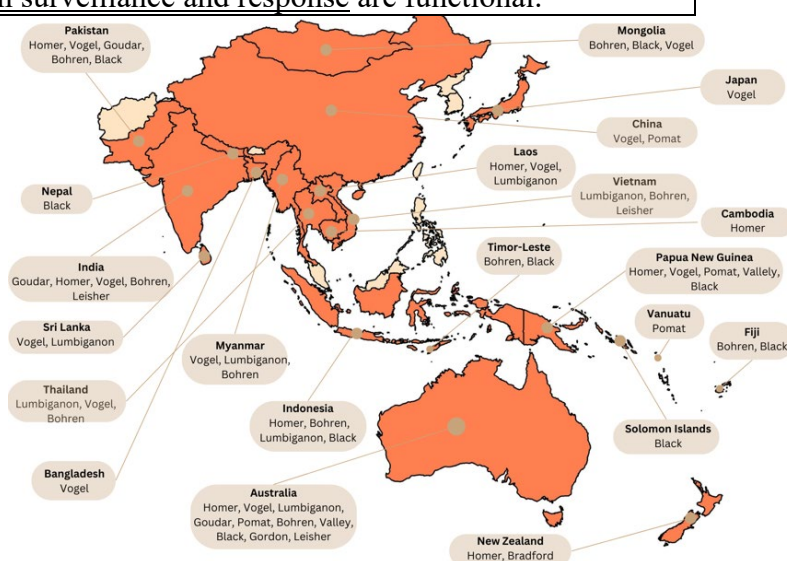 surveillance and response are functional.
Pakistan
Homer, Vogel, Goudar,
Bohren, Black
Mongolia
Bohren, Black, Vogel
Japan
Vogel
China
Vogel, Pomat
Laos
Homer, Vogel,
Lumbiganon
Vietnam
Lumbiganon, Bohren,
Leisher
Nepal
Black
Cambodia
Homer
Timor-Leste
Bohren, Black
Papua New Guinea
Homer, Vogel, Pomat, Vallely,
Black
India
Goudar, Homer, Vogel, Bohren,
Leisher
Vanuatu
Pomat
Fiji
Bohren, Black
Sri Lanka
Vogel, Lumbiganon
Myanmar
Vogel, Lumbiganon,
Bohren
Thailand
Lumbiganon, Vogel,
Bohren
Indonesia
Homer, Bohren,
Lumbiganon, Black
Solomon Islands
Black
Bangladesh
Vogel
Australia
Homer, Vogel, Lumbiganon,
Goudar, Pomat, Bohren, Valley,
Black, Gordon, Leisher
New Zealand
Homer, Bradford